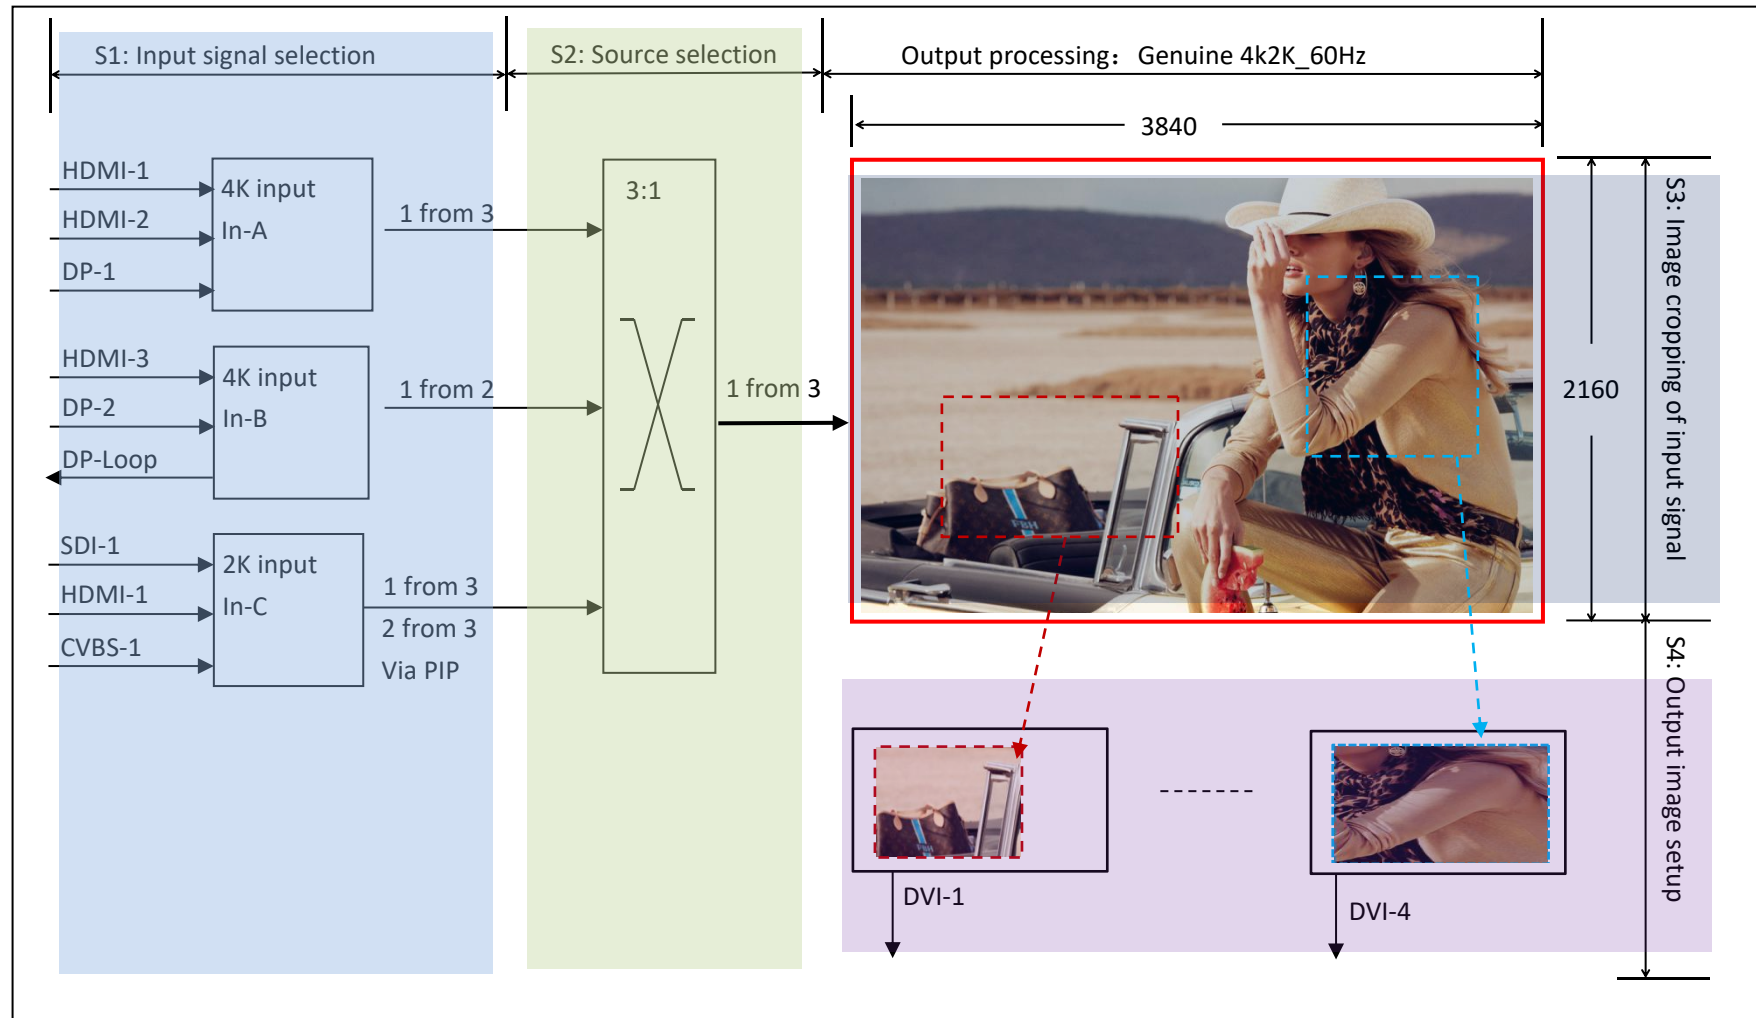 S1: Input signal selection
S2: Source selection
Output processing： Genuine 4k2K_60Hz
3840
HDMI-1
HDMI-2
DP-1
4K input
In-A
1 from 3
3:1
HDMI-3
DP-2
DP-Loop
4K input
In-B
1 from 2
1 from 3
SDI-1
HDMI-1
CVBS-1
2K input
In-C
1 from 3
2 from 3
Via PIP
FBH
2160
S3: Image cropping of input signal
S4: Output image setup
FBH
DVI-1
DVI-4